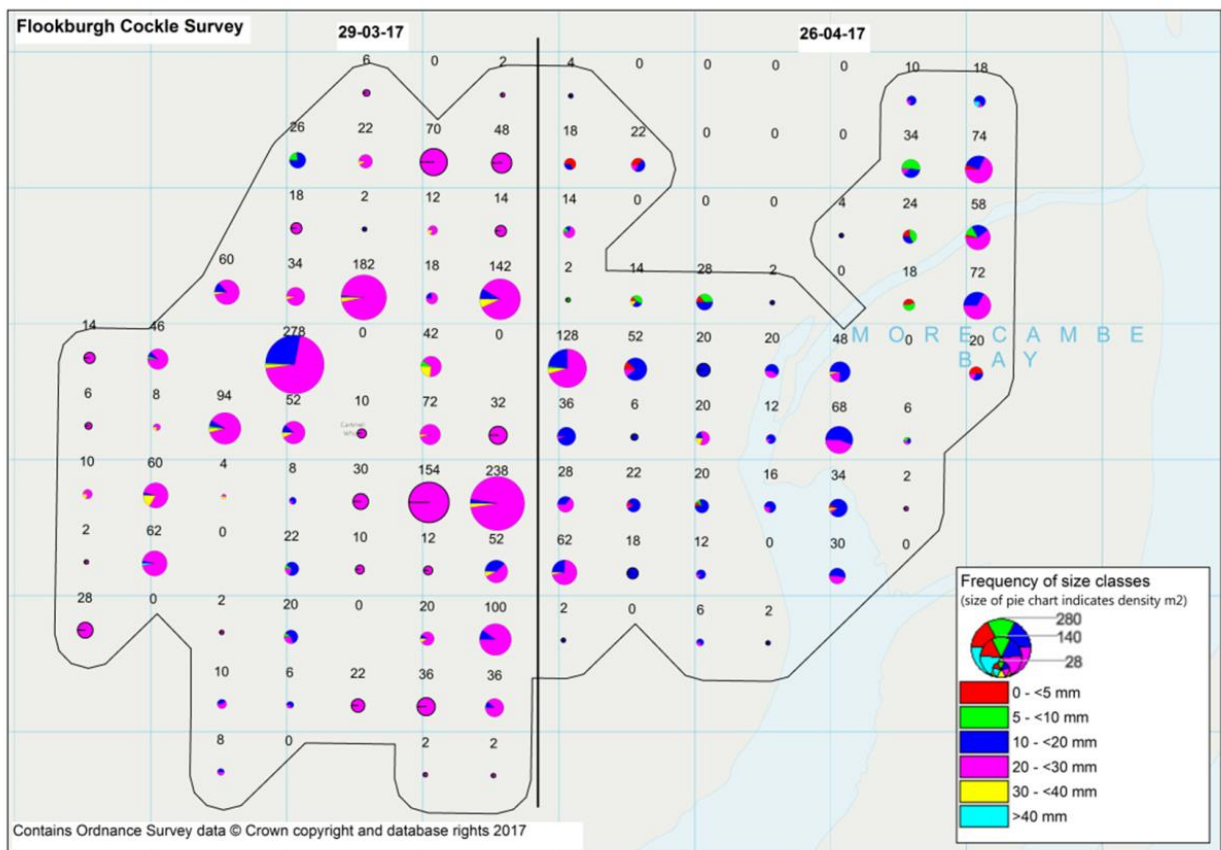 Flookburgh Cockle Survey
29-03-17 26-04-17
6 0 2 4 0 0 0 0 10 18
26 22 70 48 18 22 0 0 0 34 74
18 2 12 14 14 0 0 0 4 24 58
60 34 182 18 142 2 14 28 2 0 18 72
MORECAMBE
BAY
14 46 278 0 42 0 128 52 20 20 48 0 20
6 8 94 52 10 72 32 36 6 20 12 68 6
10 60 4 8 30 154 238 28 22 20 16 34 2
2 62 0 22 10 12 52 62 18 12 0 30 0
28 0 2 20 0 20 100 2 0 6 2
10 6 22 36 36
8 0 2 2
Frequency of size classes
(size of pie chart indicates density m2)
280
140
28
0 - <5 mm
5 - <10 mm
10 - <20 mm
20 - <30 mm
30 - <40 mm
>40 mm
Contains Ordnance Survey data © Crown copyright and database rights 2017